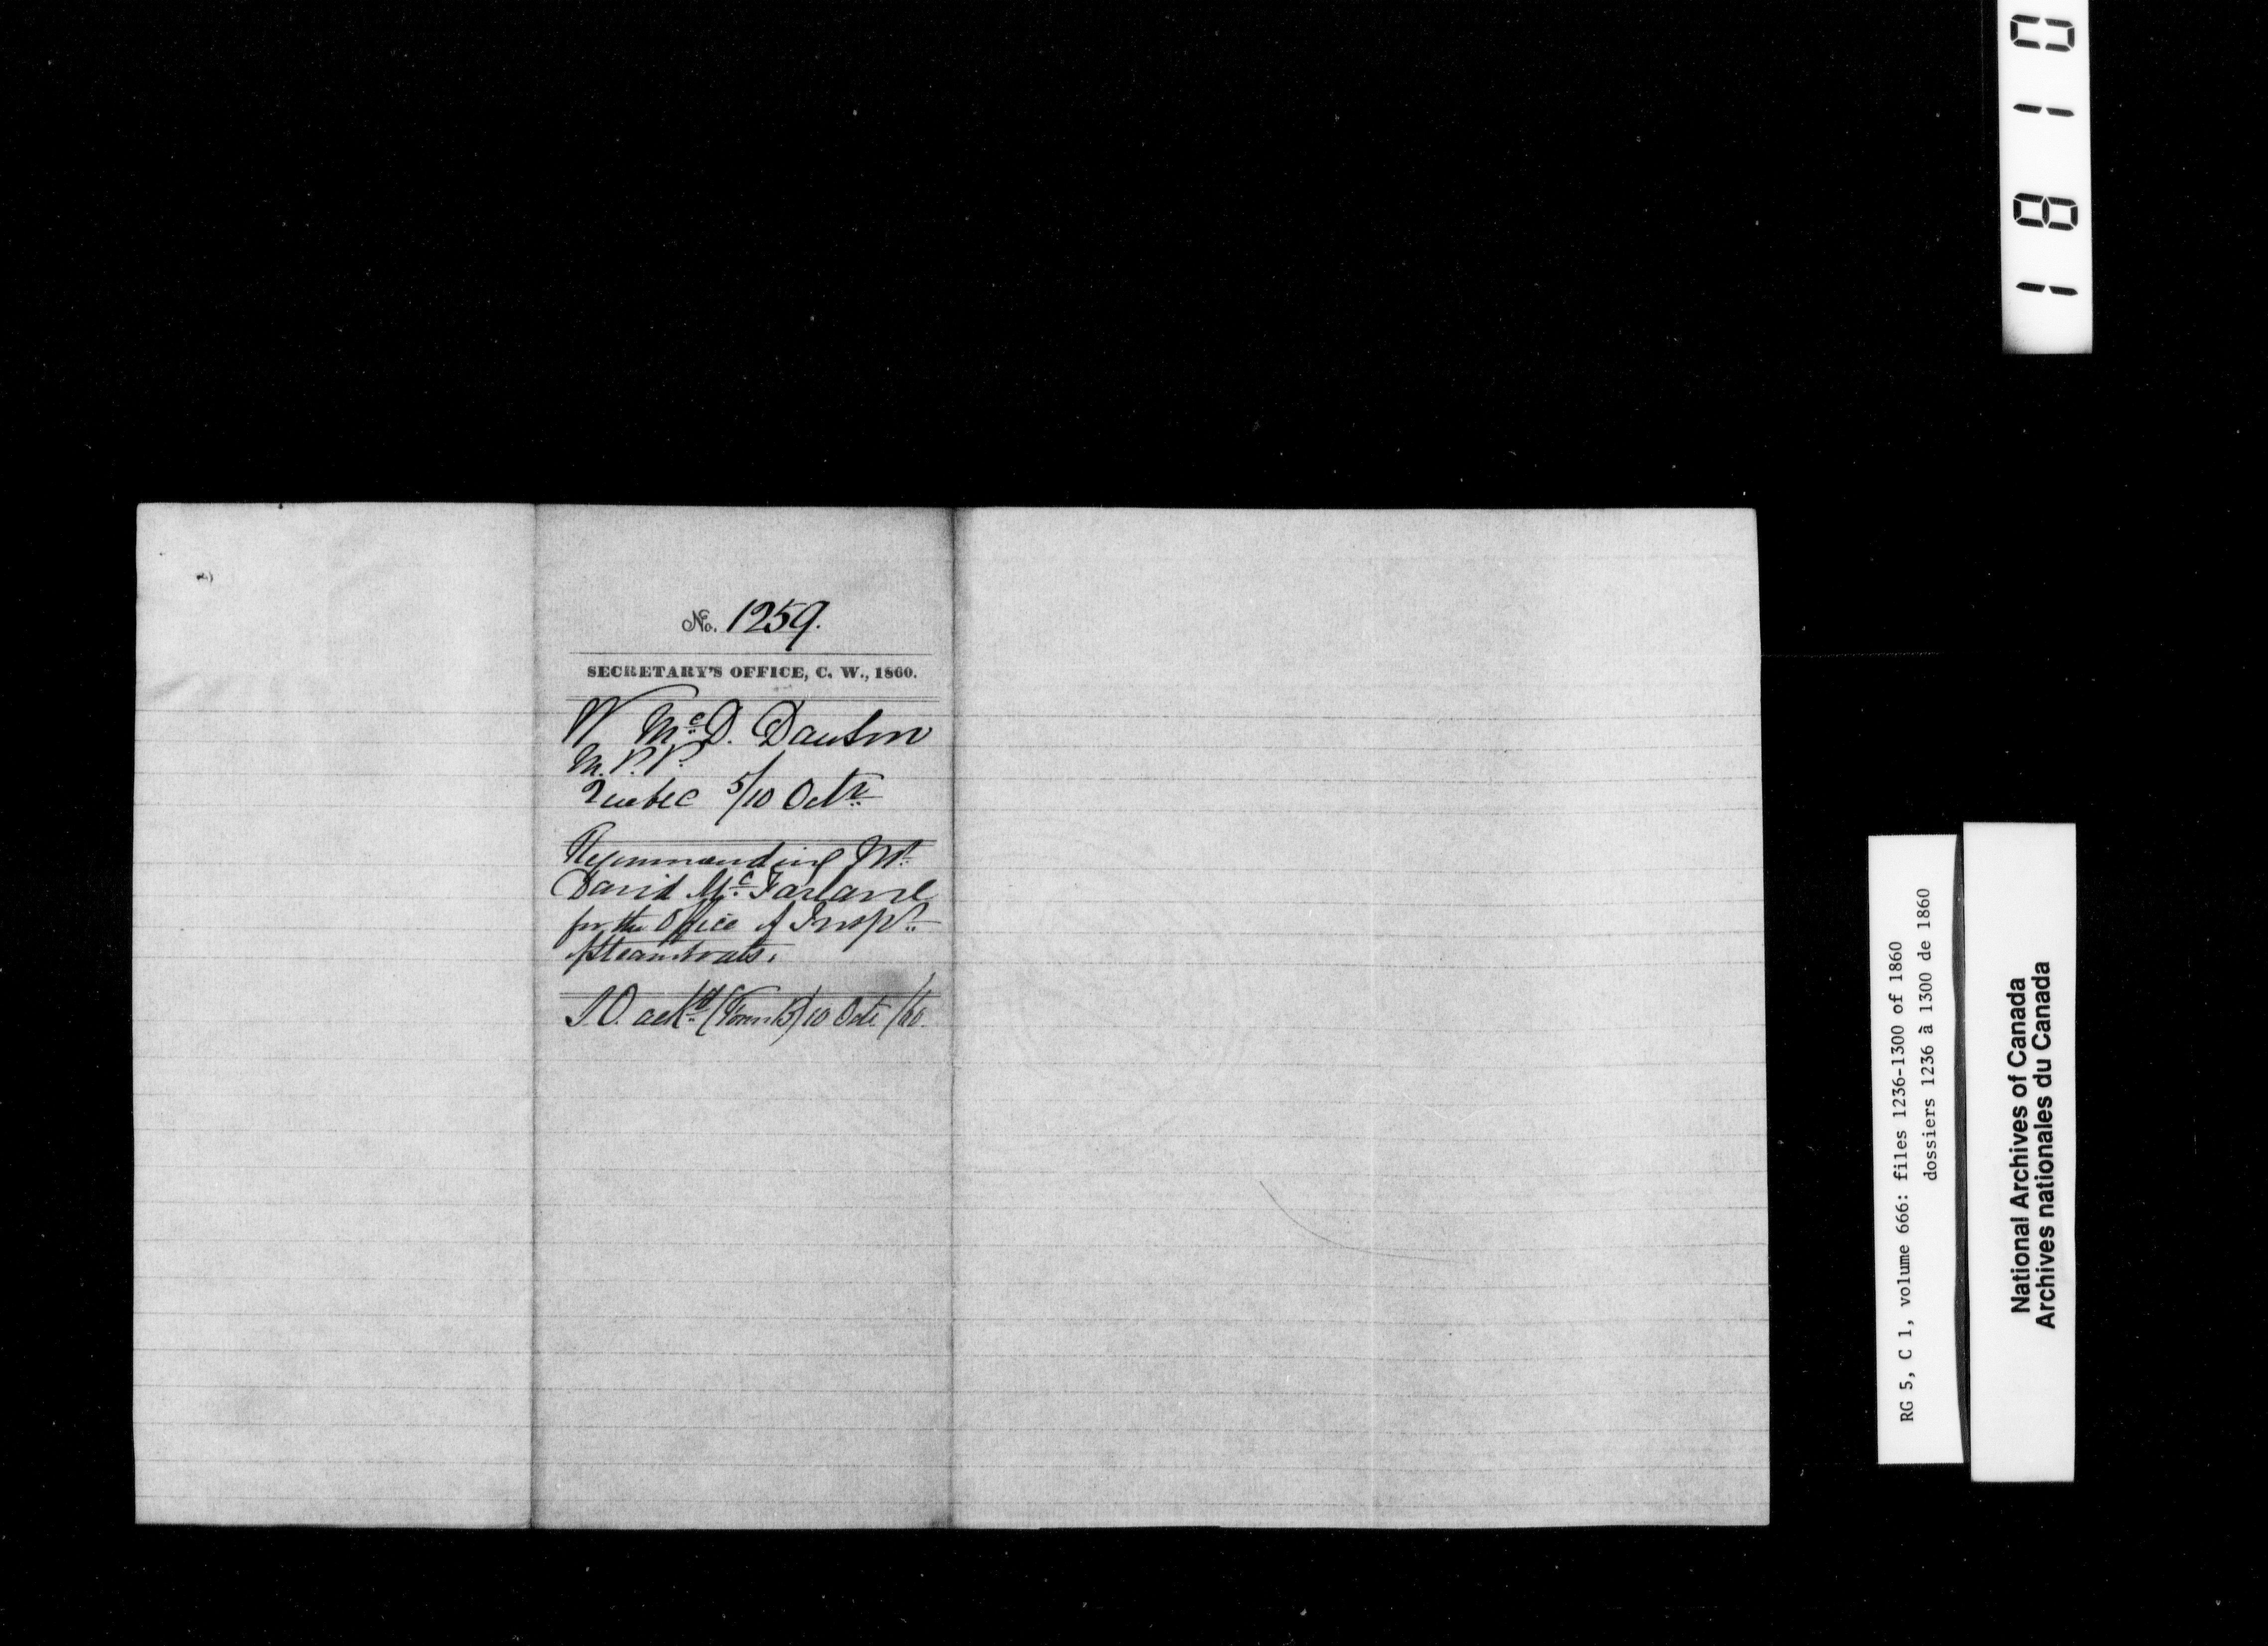 No. 1259.
SECRETARY'S OFFICE, C. W., 1860.
W McD. Dawson
M.P.P.
Quebec 5/10 Octr
Recommending Mr
David McFarlane
for the Office of Inspr
of Steamboats.
ackd (Form B) 10 Oct /60.
1810
RG 5, C 1, volume 666: files 1236-1300 of 1860
dossiers 1236 à 1300 de 1860
National Archives of Canada
Archives nationales du Canada